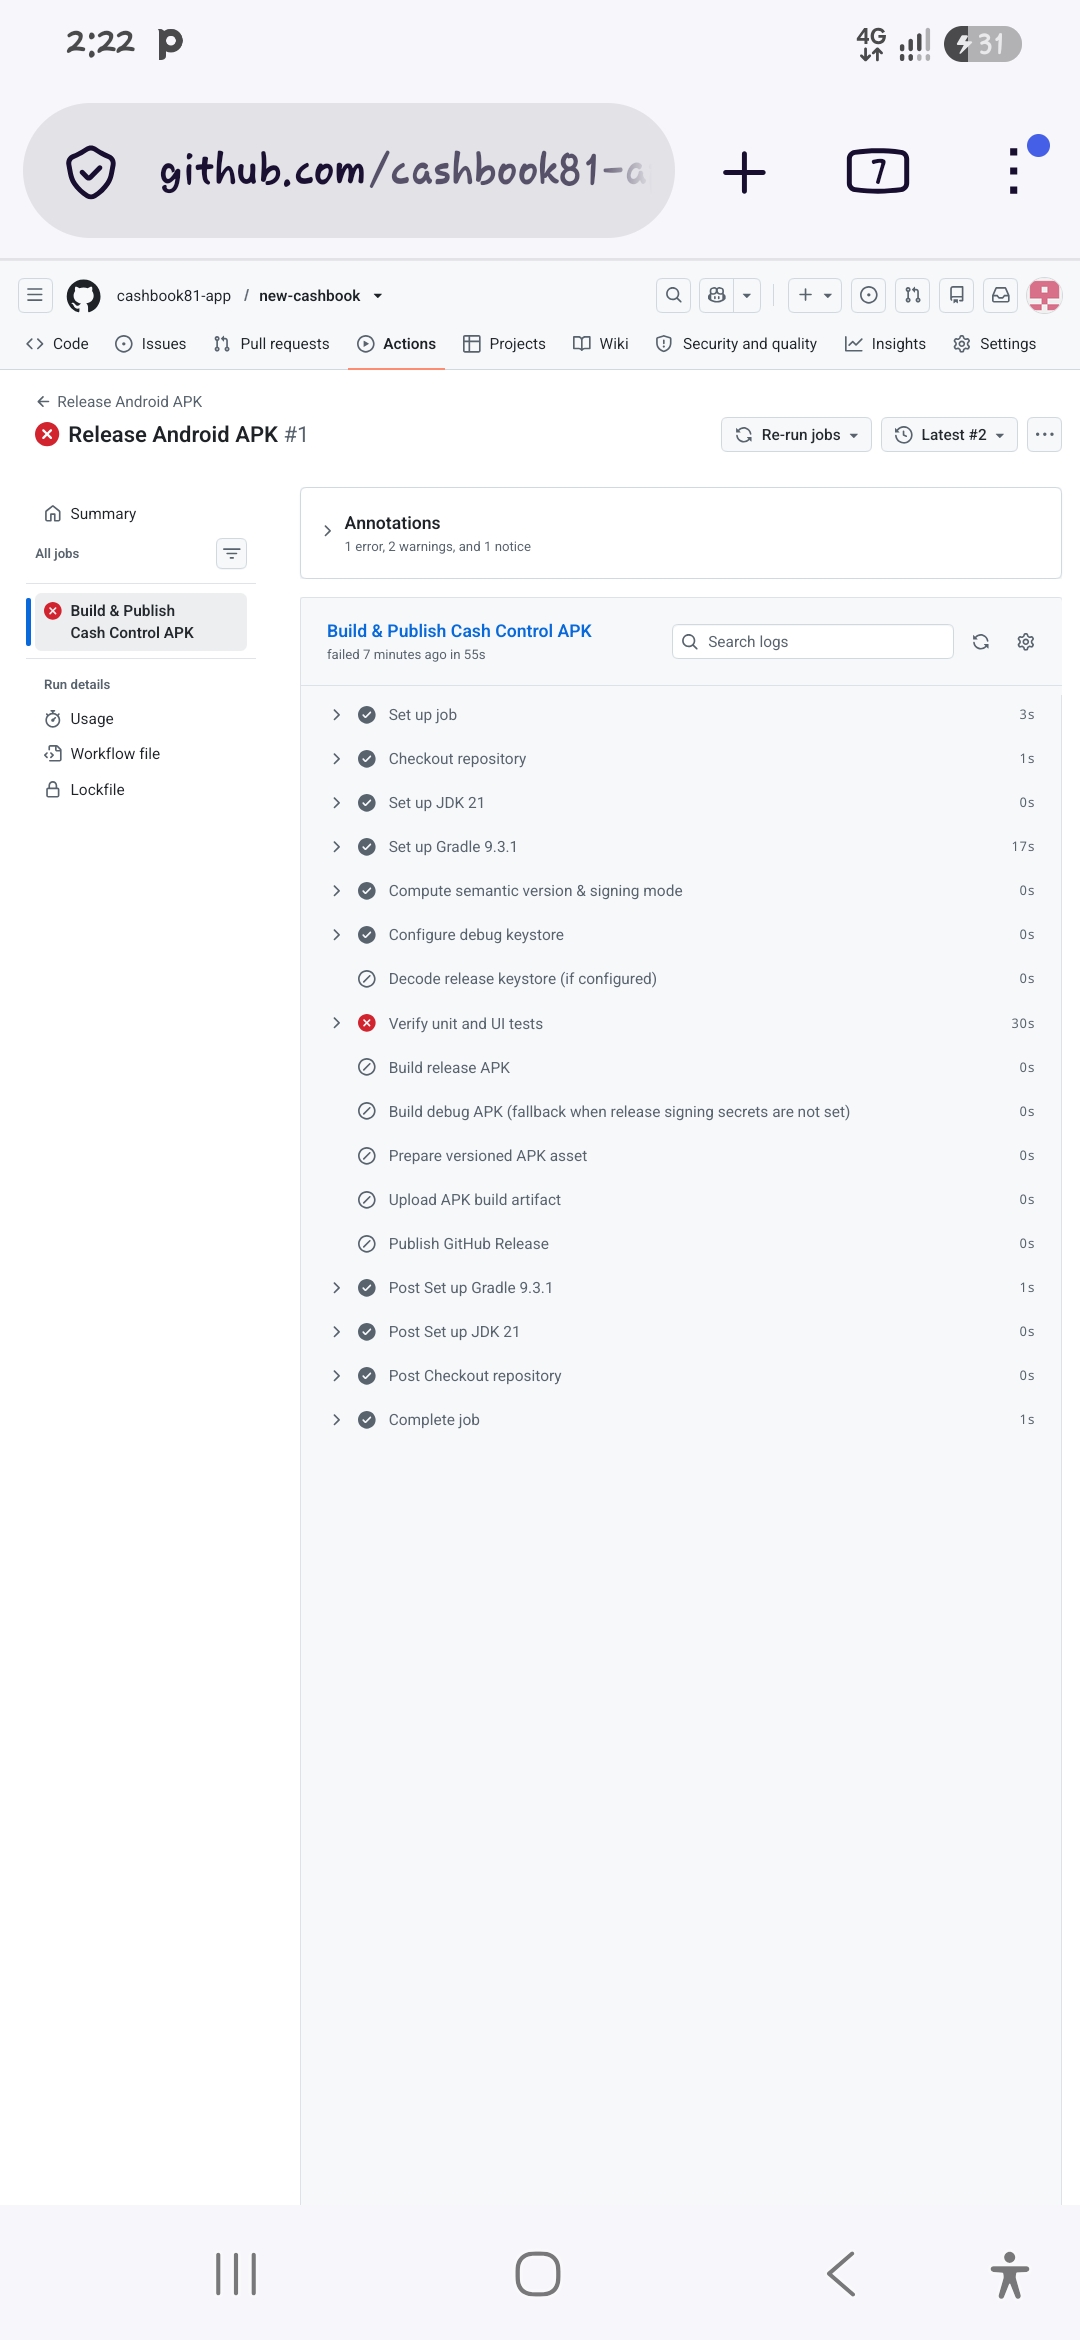 2:22
4G
31
github.com/cashbook81-a
7
cashbook81-app / new-cashbook
Code
Issues
Pull requests
Actions
Projects
Wiki
Security and quality
Insights
Settings
Release Android APK
Release Android APK #1
Re-run jobs
Latest #2
Summary
All jobs
Build & Publish
Cash Control APK
Run details
Usage
Workflow file
Lockfile
Annotations
1 error, 2 warnings, and 1 notice
Build & Publish Cash Control APK
failed 7 minutes ago in 55s
Search logs
Set up job 3s
Checkout repository 1s
Set up JDK 21 0s
Set up Gradle 9.3.1 17s
Compute semantic version & signing mode 0s
Configure debug keystore 0s
Decode release keystore (if configured) 0s
Verify unit and UI tests 30s
Build release APK 0s
Build debug APK (fallback when release signing secrets are not set) 0s
Prepare versioned APK asset 0s
Upload APK build artifact 0s
Publish GitHub Release 0s
Post Set up Gradle 9.3.1 1s
Post Set up JDK 21 0s
Post Checkout repository 0s
Complete job 1s